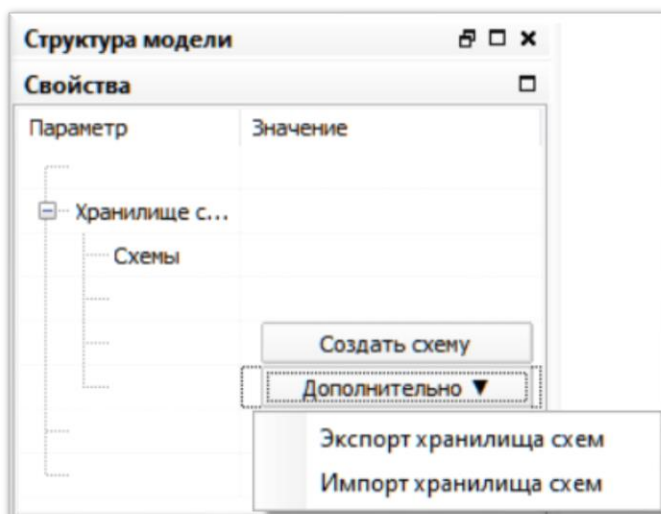 Структура модели
Свойства
Параметр Значение
Хранилище с...
Схемы
Создать схему
Дополнительно ▼
Экспорт хранилища схем
Импорт хранилища схем